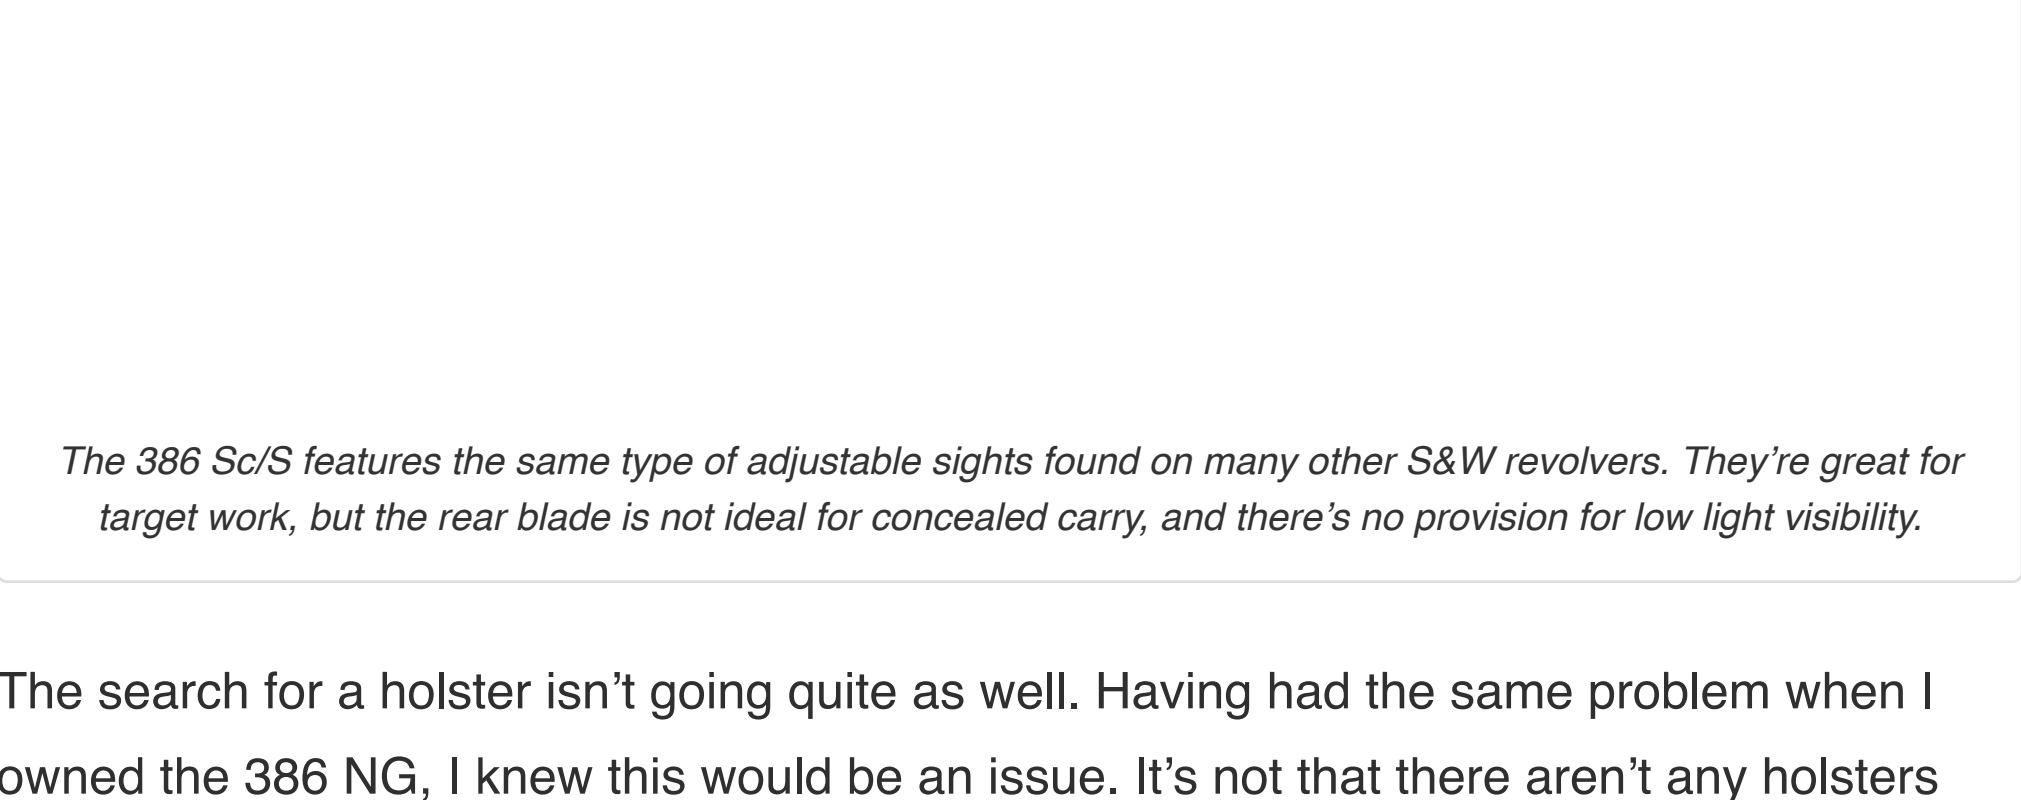 The 386 Sc/S features the same type of adjustable sights found on many other S&W revolvers. They’re great for
target work, but the rear blade is not ideal for concealed carry, and there’s no provision for low light visibility.
The search for a holster isn’t going quite as well. Having had the same problem when I
owned the 386 NG, I knew this would be an issue. It’s not that there aren’t any holsters